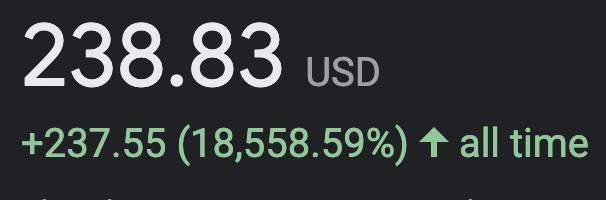 238.83 USD
+237.55 (18,558.59%) ↑ all time